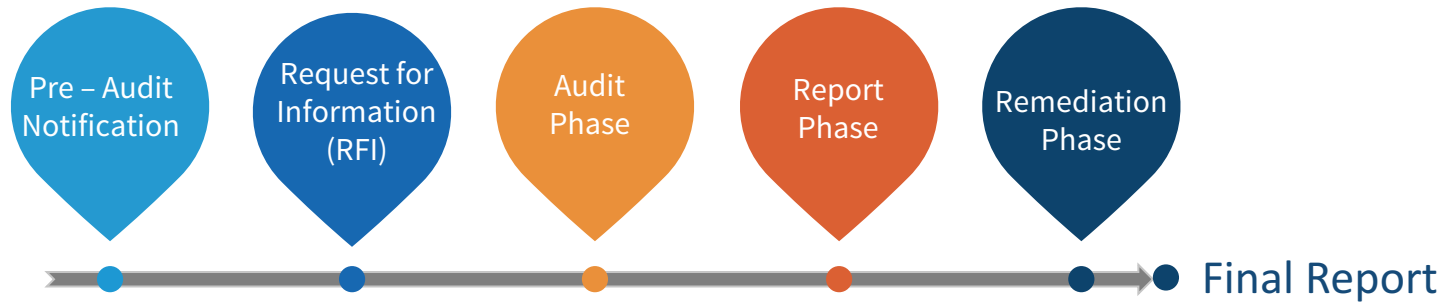 Pre – Audit
Notification
Request for
Information
(RFI)
Audit
Phase
Report
Phase
Remediation
Phase
Final Report